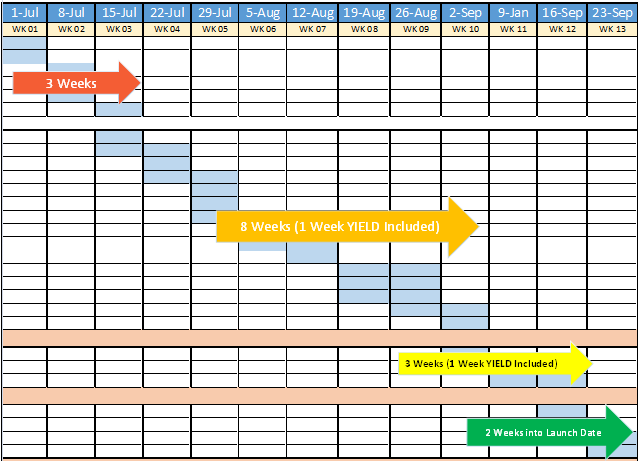 1-Jul 8-Jul 15-Jul 22-Jul 29-Jul 5-Aug 12-Aug 19-Aug 26-Aug 2-Sep 9-Jan 16-Sep 23-Sep
WK 01 WK 02 WK 03 WK 04 WK 05 WK 06 WK 07 WK 08 WK 09 WK 10 WK 11 WK 12 WK 13
3 Weeks
8 Weeks (1 Week YIELD Included)
3 Weeks (1 Week YIELD Included)
2 Weeks into Launch Date